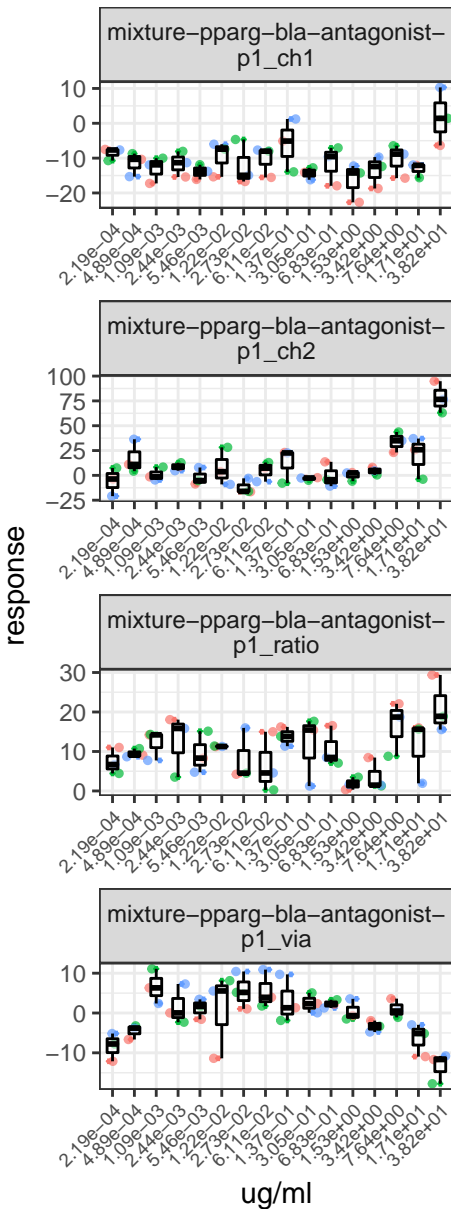 mixture−pparg−bla−antagonist−
p1_ch1
10
0
−10
−20
2.19e−04
4.89e−04
1.09e−03
2.44e−03
5.46e−03
1.22e−02
2.73e−02
6.11e−02
1.37e−01
3.05e−01
6.83e−01
1.53e+00
3.42e+00
7.64e+00
1.71e+01
3.82e+01
mixture−pparg−bla−antagonist−
p1_ch2
100
75
50
25
0
−25
2.19e−04
4.89e−04
1.09e−03
2.44e−03
5.46e−03
1.22e−02
2.73e−02
6.11e−02
1.37e−01
3.05e−01
6.83e−01
1.53e+00
3.42e+00
7.64e+00
1.71e+01
3.82e+01
response
mixture−pparg−bla−antagonist−
p1_ratio
30
20
10
0
2.19e−04
4.89e−04
1.09e−03
2.44e−03
5.46e−03
1.22e−02
2.73e−02
6.11e−02
1.37e−01
3.05e−01
6.83e−01
1.53e+00
3.42e+00
7.64e+00
1.71e+01
3.82e+01
mixture−pparg−bla−antagonist−
p1_via
10
0
−10
2.19e−04
4.89e−04
1.09e−03
2.44e−03
5.46e−03
1.22e−02
2.73e−02
6.11e−02
1.37e−01
3.05e−01
6.83e−01
1.53e+00
3.42e+00
7.64e+00
1.71e+01
3.82e+01
ug/ml